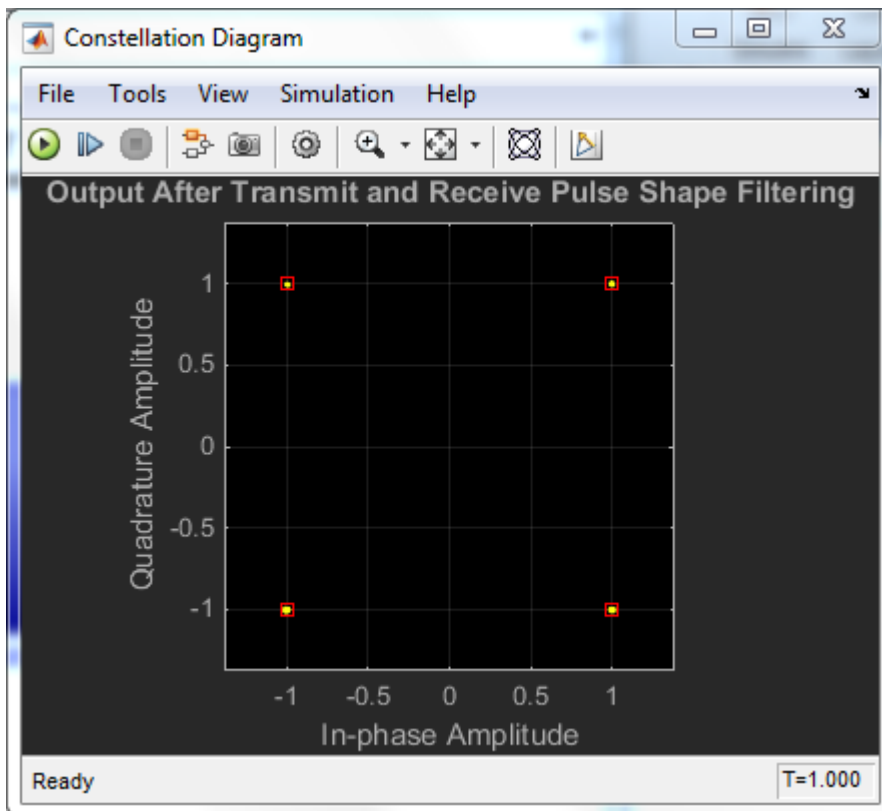 Constellation Diagram
File Tools View Simulation Help
Output After Transmit and Receive Pulse Shape Filtering
Quadrature Amplitude
1
0.5
0
-0.5
-1
-1 -0.5 0 0.5 1
In-phase Amplitude
Ready T=1.000